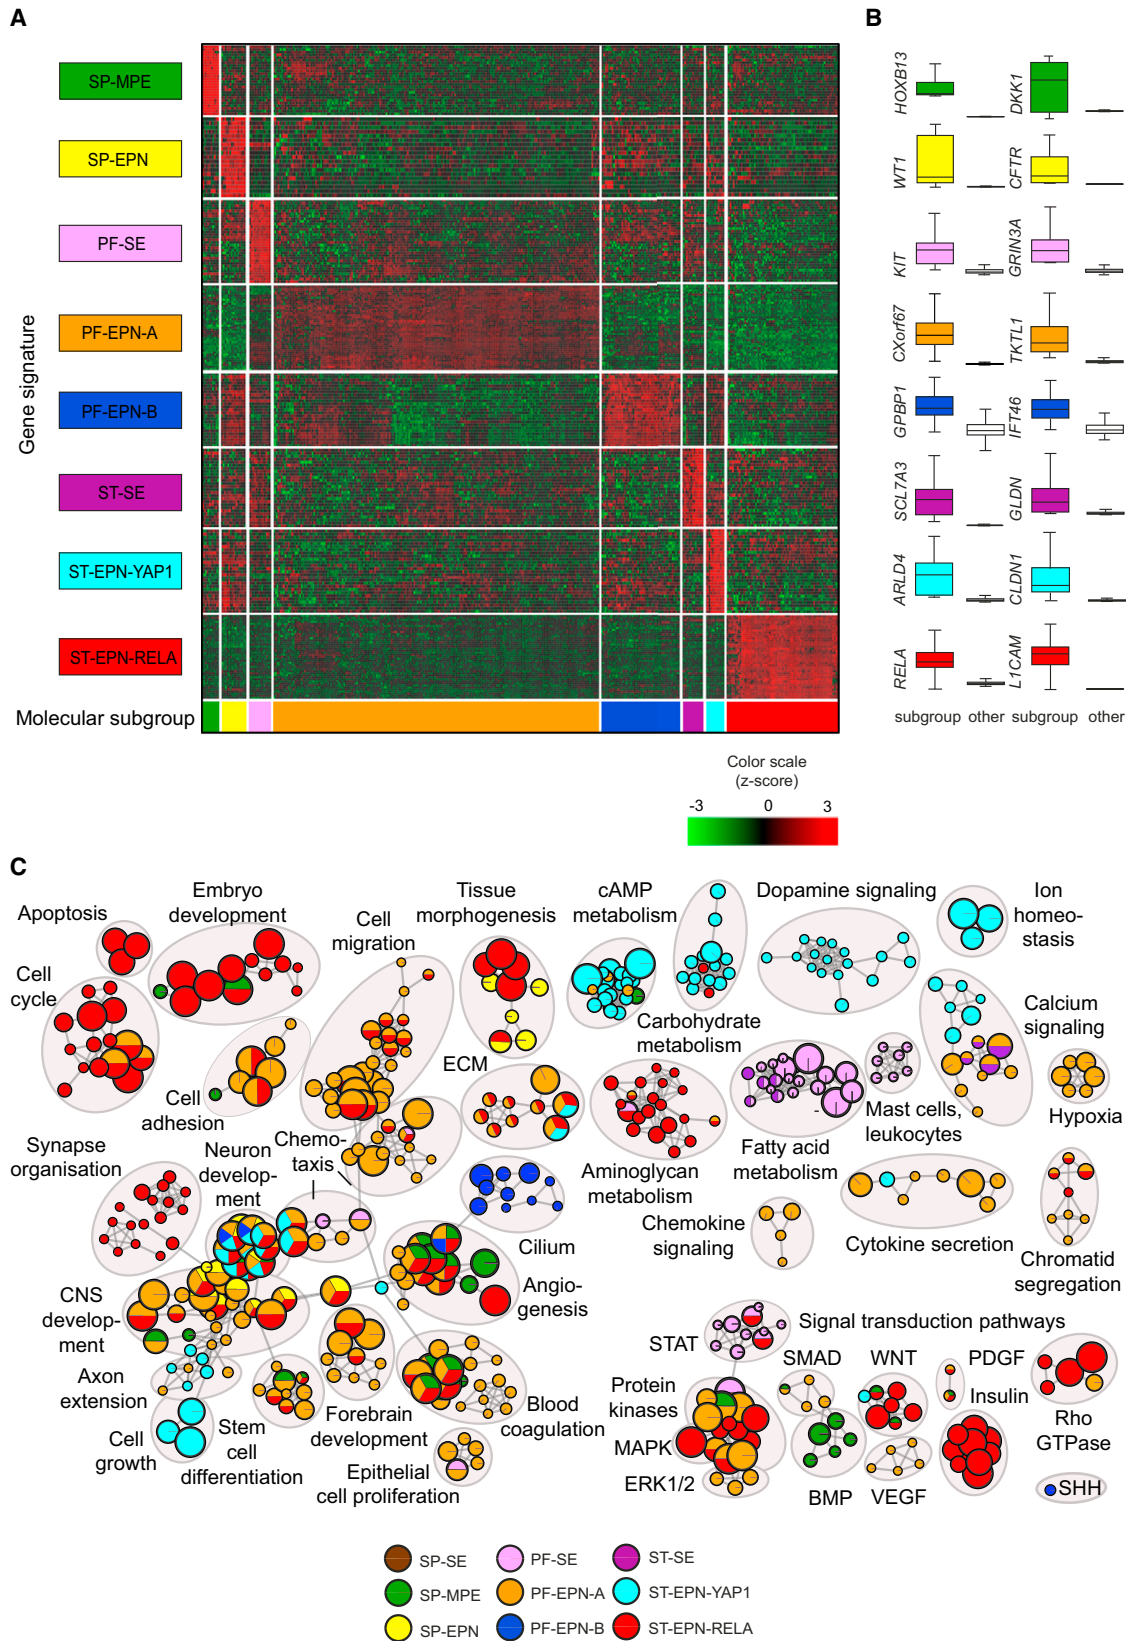 A
B
Gene signature
SP-MPE
SP-EPN
PF-SE
PF-EPN-A
PF-EPN-B
ST-SE
ST-EPN-YAP1
ST-EPN-RELA
Molecular subgroup
HOXB13
DKK1
WT1
CFTR
KIT
GRIN3A
CXorf67
TKTL1
GPBP1
IFT46
SCL7A3
GLDN
ARLD4
CLDN1
RELA
L1CAM
subgroup other subgroup other
Color scale
(z-score)
-3 0 3
C
Apoptosis
Embryo
development
Cell
migration
Tissue
morphogenesis
cAMP
metabolism
Dopamine signaling
Ion
homeo-
stasis
Cell
cycle
Cell
adhesion
ECM
Carbohydrate
metabolism
Calcium
signaling
Synapse
organisation
Neuron
develop-
ment
Chemo-
taxis
Aminoglycan
metabolism
Fatty acid
metabolism
Mast cells,
leukocytes
Hypoxia
Cilium
Chemokine
signaling
Cytokine secretion
Chromatid
segregation
CNS
develop-
ment
Angio-
genesis
Axon
extension
Cell
growth
Stem
cell
differentiation
Forebrain
development
Epithelial
cell proliferation
Blood
coagulation
STAT
Signal transduction pathways
Protein
kinases
SMAD
WNT
PDGF
Insulin
MAPK
ERK1/2
BMP
VEGF
Rho
GTPase
SHH
SP-SE
PF-SE
ST-SE
SP-MPE
PF-EPN-A
ST-EPN-YAP1
SP-EPN
PF-EPN-B
ST-EPN-RELA